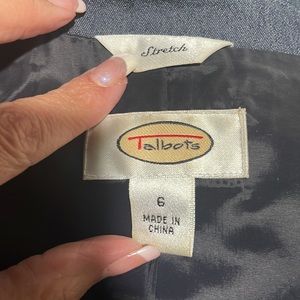 Stretch
Talbots
6
MADE IN
CHINA